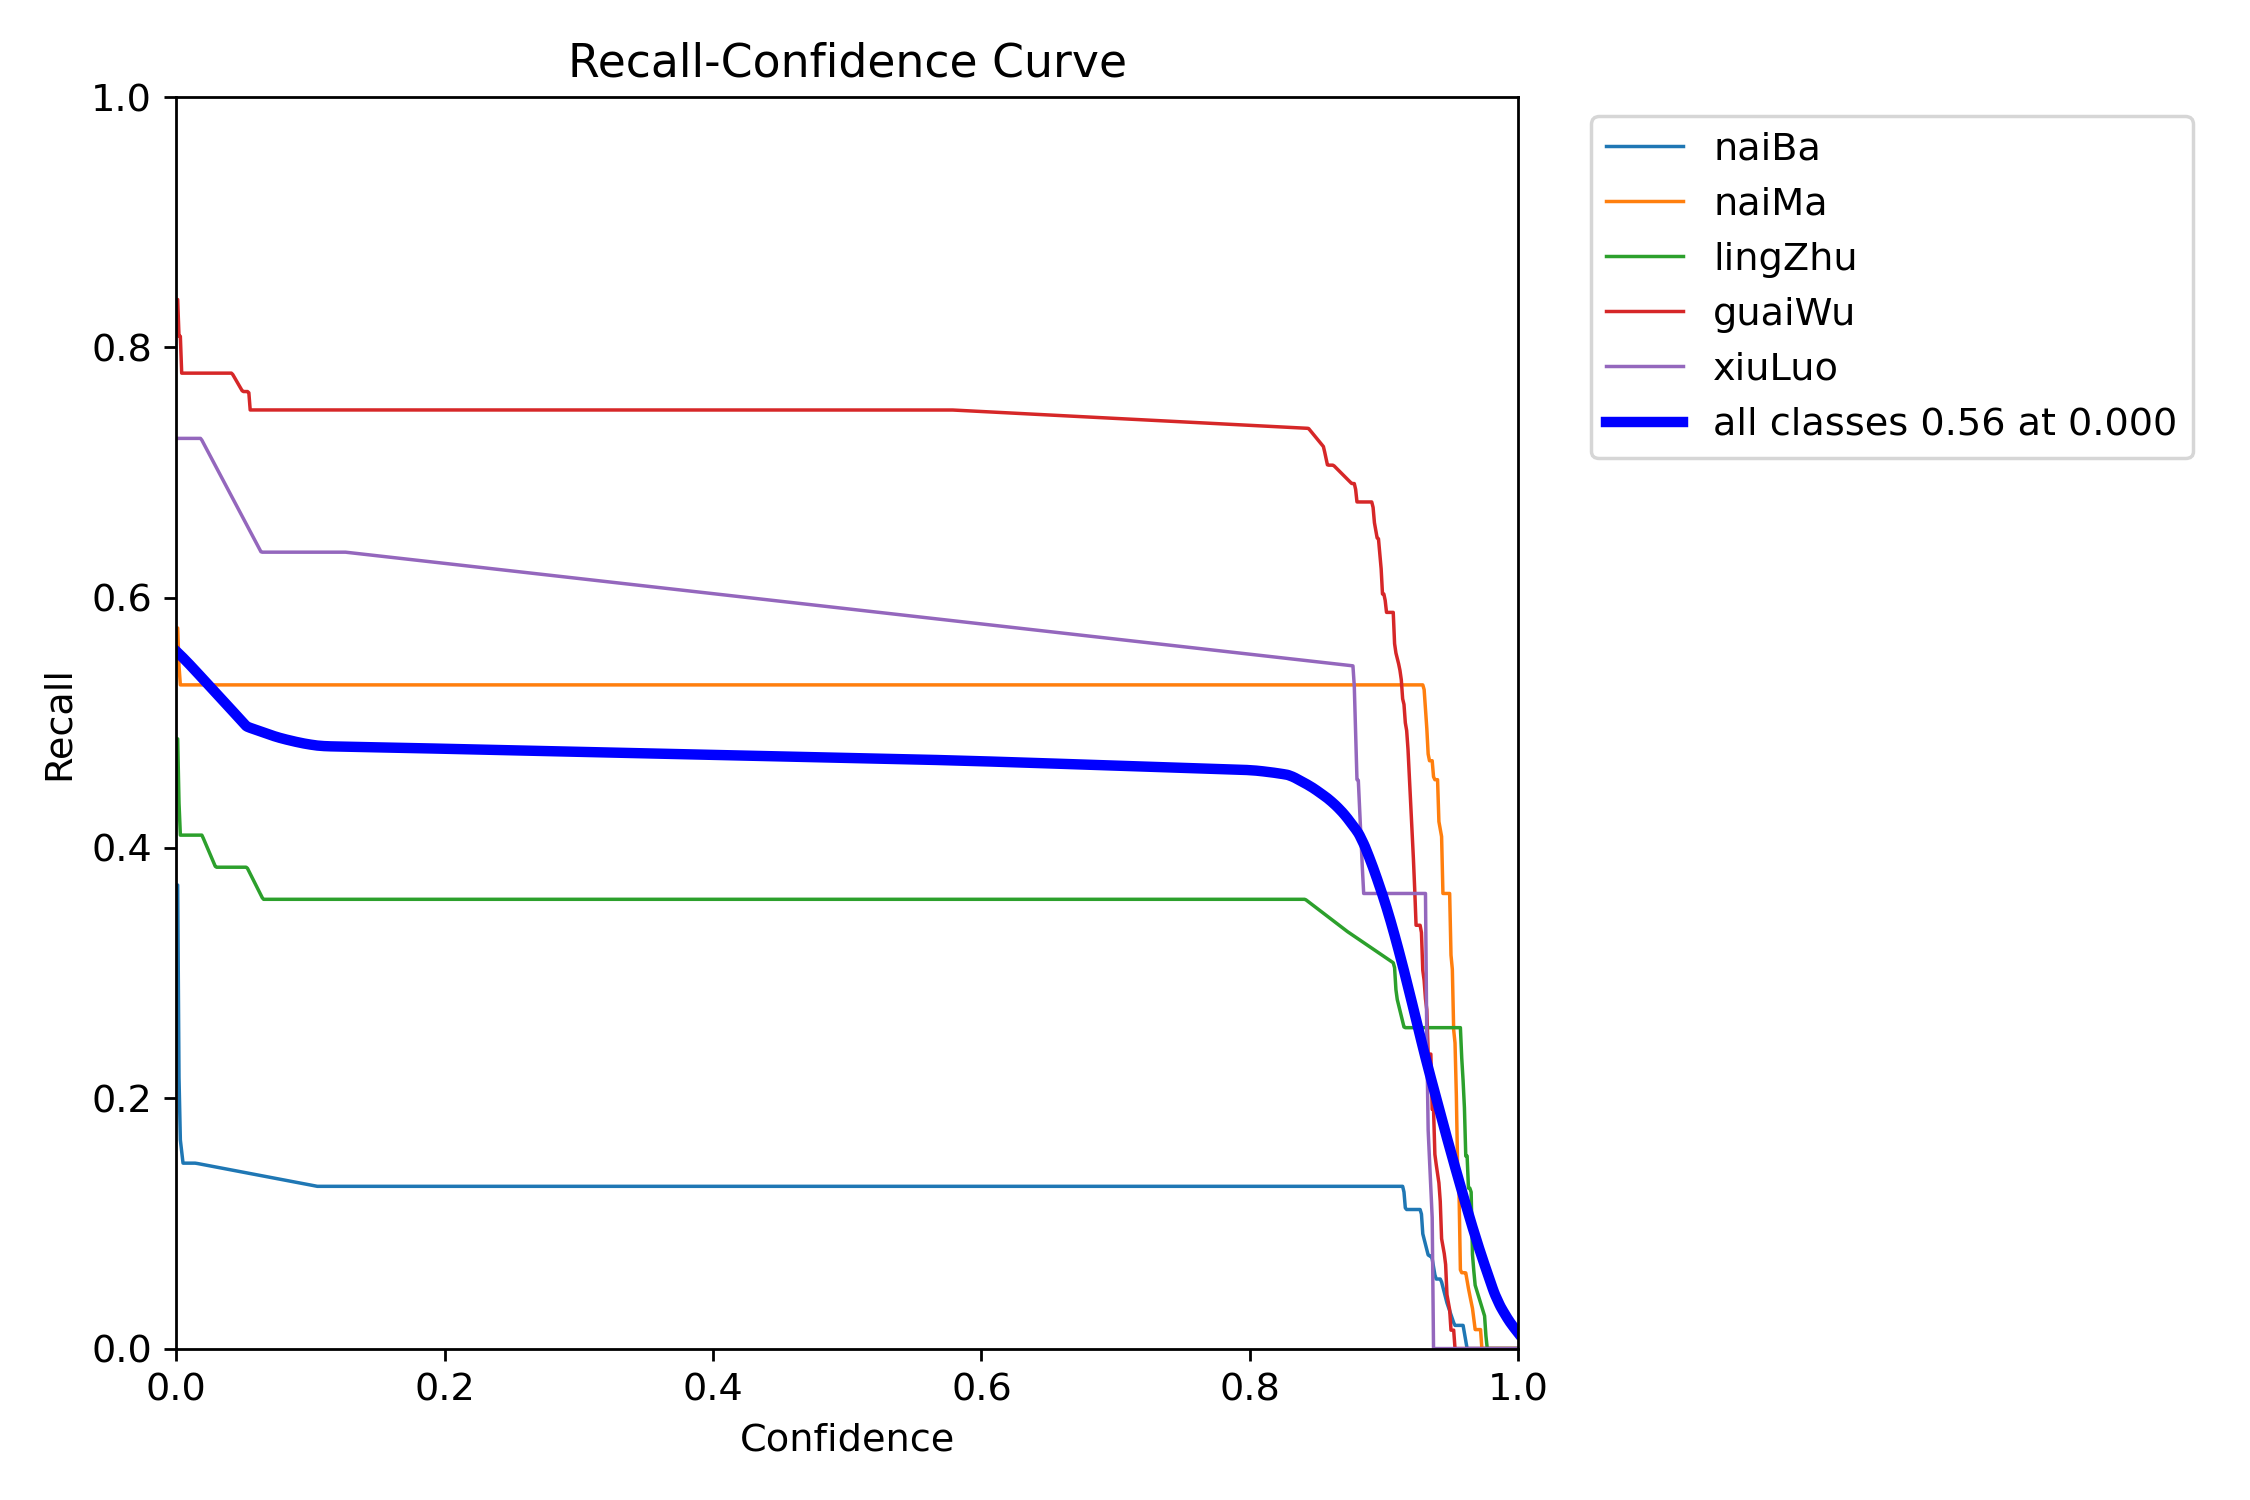 Recall-Confidence Curve
1.0
0.8
0.6
0.4
0.2
0.0
Recall
0.0 0.2 0.4 0.6 0.8 1.0
Confidence
naiBa
naiMa
lingZhu
guaiWu
xiuLuo
all classes 0.56 at 0.000